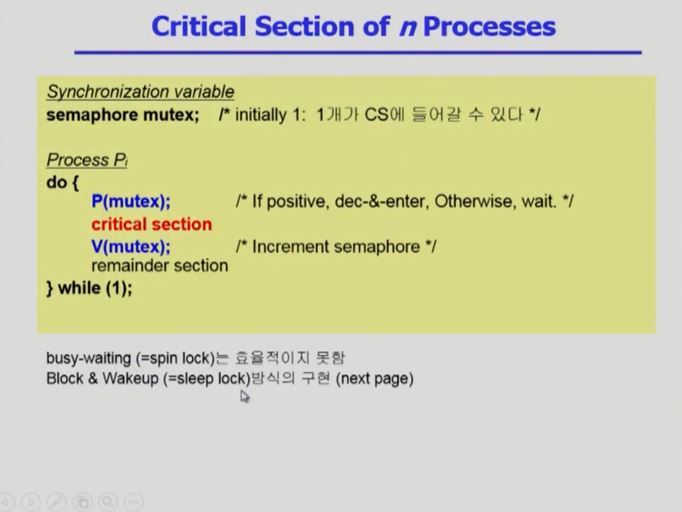 Critical Section of n Processes
Synchronization variable
semaphore mutex; /* initially 1: 1개가 CS에 들어갈 수 있다 */
Process Pi
do {
P(mutex); /* If positive, dec-&-enter, Otherwise, wait. */
critical section
V(mutex); /* Increment semaphore */
remainder section
} while (1);
busy-waiting (=spin lock)는 효율적이지 못함
Block & Wakeup (=sleep lock)방식의 구현 (next page)